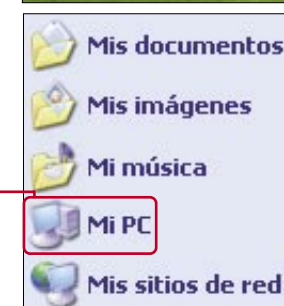 Mis documentos
Mis imágenes
Mi música
Mi PC
Mis sitios de red